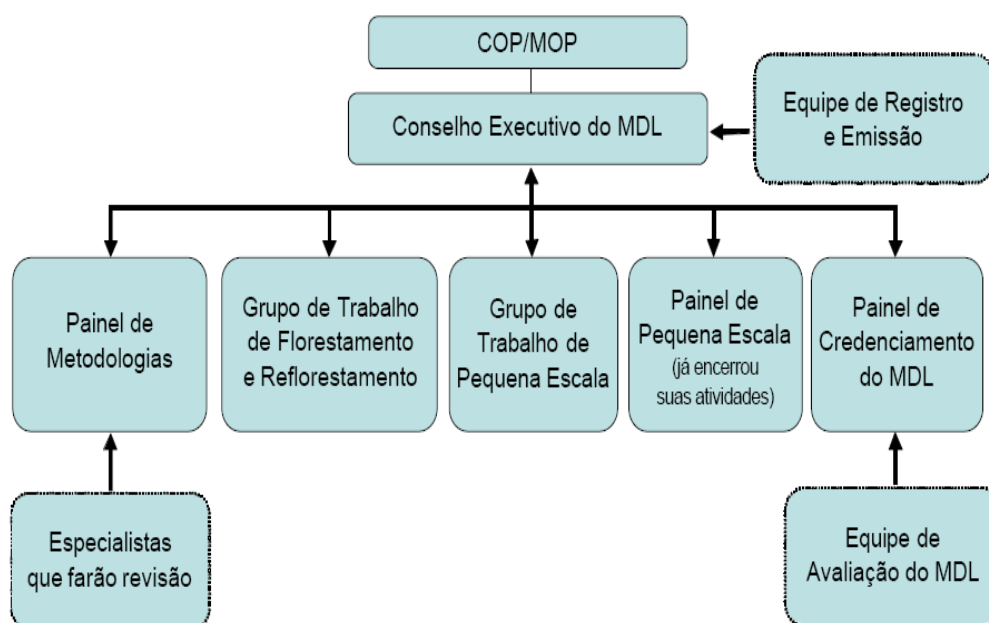 COP/MOP
Conselho Executivo do MDL
Equipe de Registro
e Emissão
Painel de
Metodologias
Grupo de Trabalho
de Florestamento
e Reflorestamento
Grupo de
Trabalho de
Pequena Escala
Painel de
Pequena Escala
(já encerrou
suas atividades)
Painel de
Credenciamento
do MDL
Especialistas
que farão revisão
Equipe de
Avaliação do MDL